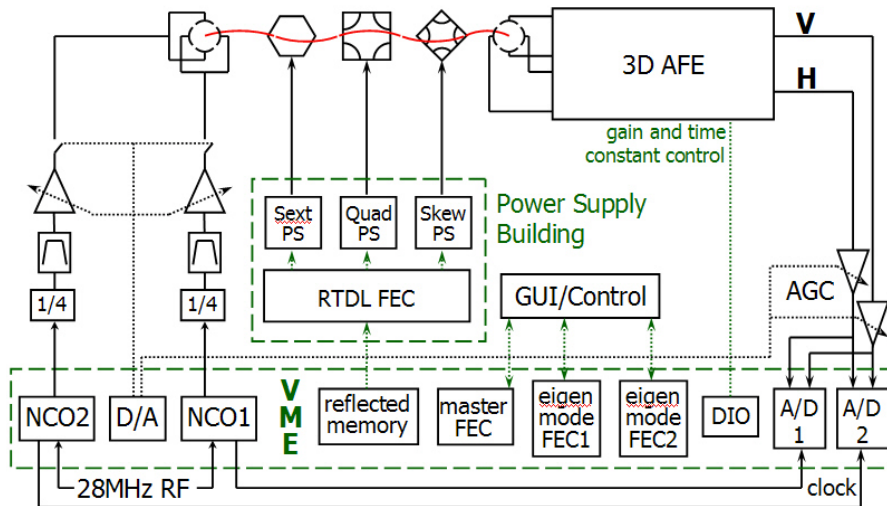 V
3D AFE
H
gain and time
constant control
Sext
PS
Quad
PS
Skew
PS
Power Supply
Building
1/4
1/4
RTDL FEC
GUI/Control
AGC
V
M
E
NCO2
D/A
NCO1
reflected
memory
master
FEC
eigen
mode
FEC1
eigen
mode
FEC2
DIO
A/D
1
A/D
2
28MHz RF
clock